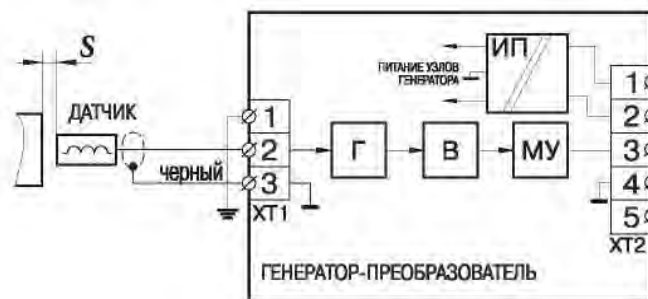 S
ДАТЧИК
черный
1
2
3
XT1
Г
В
МУ
ИП
ПИТАНИЕ УЗЛОВ
ГЕНЕРАТОРА
1
2
3
4
5
XT2
ГЕНЕРАТОР-ПРЕОБРАЗОВАТЕЛЬ